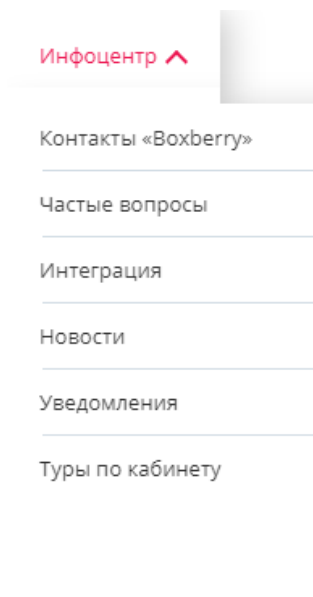 Инфоцентр
Контакты «Boxberry»
Частые вопросы
Интеграция
Новости
Уведомления
Туры по кабинету